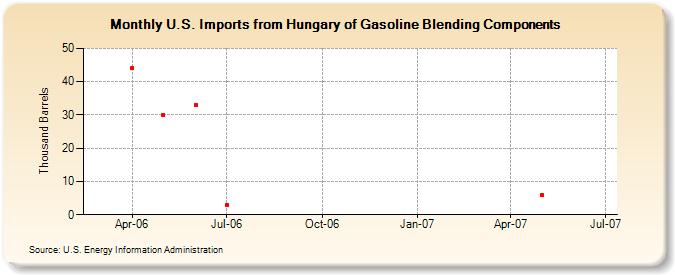 Monthly U.S. Imports from Hungary of Gasoline Blending Components
Thousand Barrels
50
40
30
20
10
0
Apr-06 Jul-06 Oct-06 Jan-07 Apr-07 Jul-07
Source: U.S. Energy Information Administration